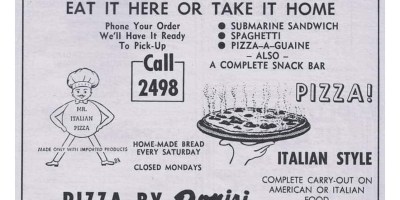 EAT IT HERE OR TAKE IT HOME
Phone Your Order
We'll Have It Ready
To Pick-Up
Call
2498
● SUBMARINE SANDWICH
● SPAGHETTI
● PIZZA-A-GUAINE
- ALSO -
A COMPLETE SNACK BAR
PIZZA!
MR.
ITALIAN
PIZZA
MADE ONLY WITH IMPORTED PRODUCTS
HOME-MADE BREAD
EVERY SATURDAY
CLOSED MONDAYS
ITALIAN STYLE
COMPLETE CARRY-OUT ON
AMERICAN OR ITALIAN
FOOD
PIZZA BY